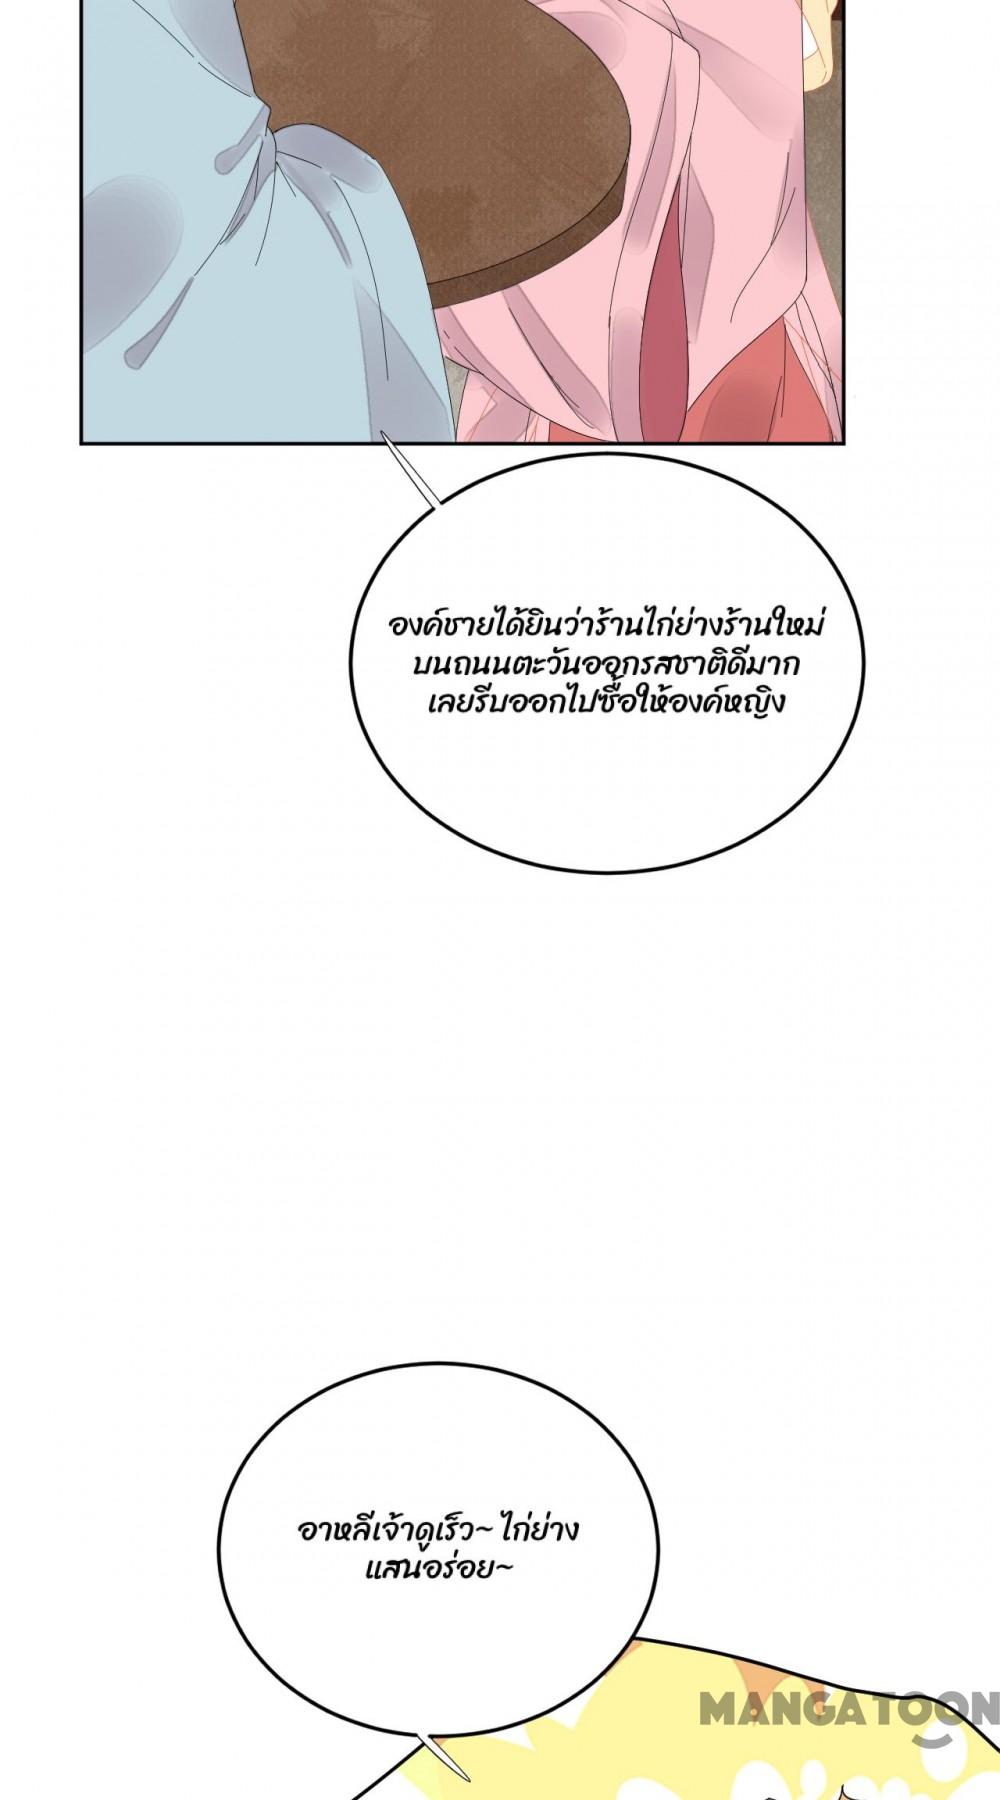 องค์ชายได้ยินว่าร้านไก่ย่างร้านใหม่
บนถนนตะวันออกรสชาติดีมาก
เลยรีบออกไปซื้อให้องค์หญิง
อาหลีเจ้าดูเร็ว~ ไก่ย่าง
แสนอร่อย~
MANGATOON